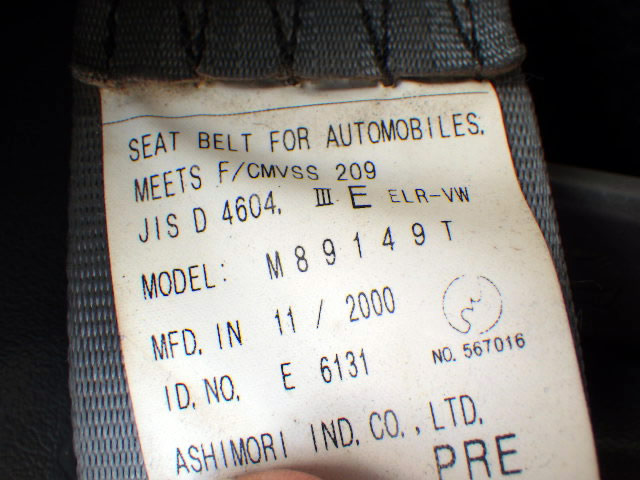 SEAT BELT FOR AUTOMOBILES.
MEETS F/CMVSS 209
JIS D 4604. III E ELR-VW
MODEL: M89149T
MFD. IN 11 / 2000
NO. 567016
ID. NO. E 6131
ASHIMORI IND. CO., LTD.
PRE